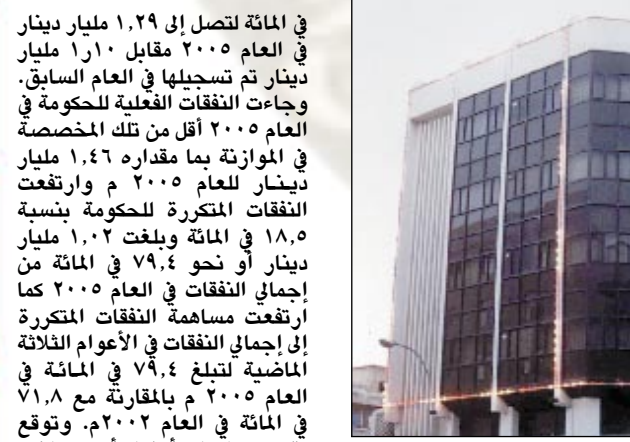 في المائة لتصل إلى ١,٢٩ مليار دينار
في العام ٢٠٠٥ مقابل ١٠ر١ مليار
دينار تم تسجيلها في العام السابق.
وجاءت النفقات الفعلية للحكومة في
العام ٢٠٠٥ أقل من تلك المخصصة
في الموازنة بما مقداره ١,٤٦ مليار
دينـار للعام ٢٠٠٥ م وارتفعت
النفقات المتكررة للحكومة بنسبة
١٨,٥ في المائة وبلغت ١,٠٢ مليار
دينار أو نحو ٧٩,٤ في المائة من
إجمالي النفقات في العام ٢٠٠٥ كما
ارتفعت مساهمة النفقات المتكررة
إلى إجمالي النفقات في الأعوام الثلاثة
الماضية لتبلغ ٧٩,٤ في المـائـة في
العام ٢٠٠٥ م بالمقارنة مع ٧١,٨
في المائة في العام ٢٠٠٢م. وتوقع